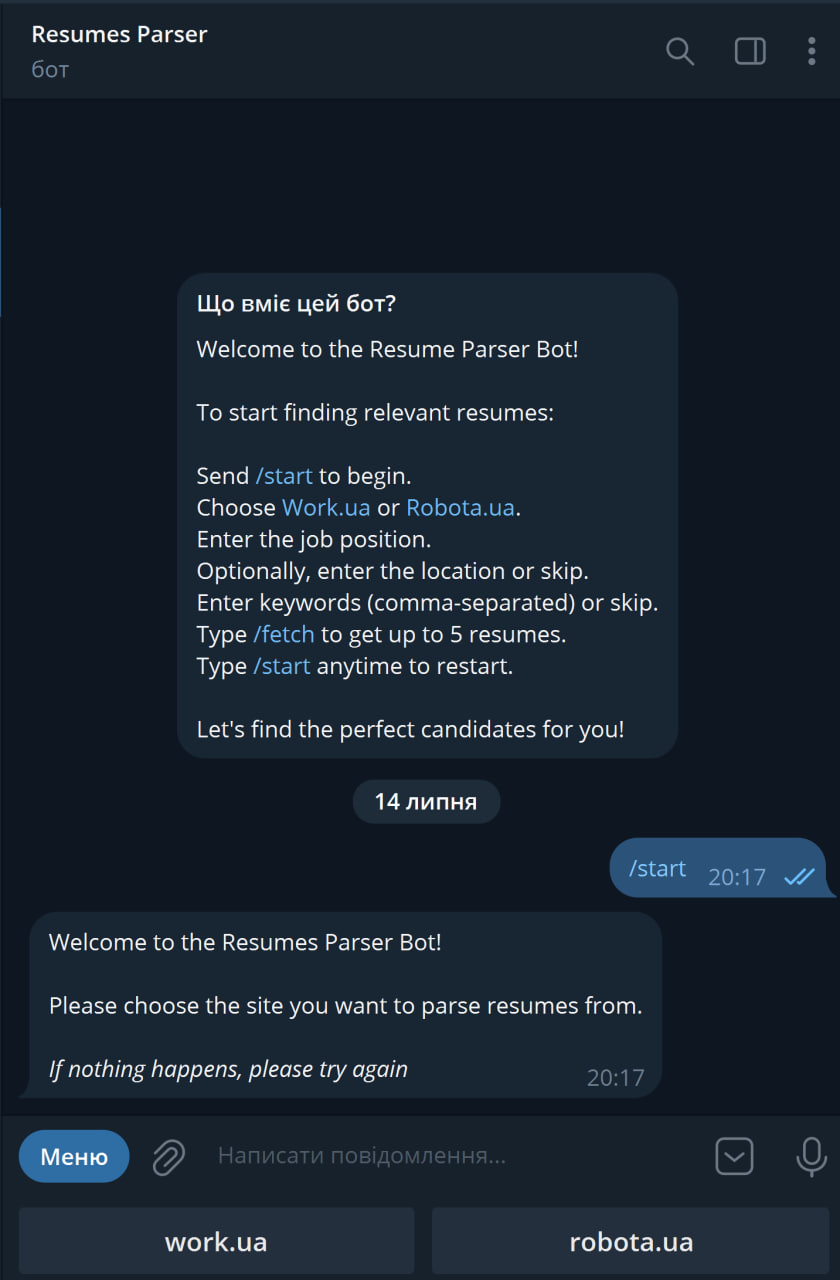 Resumes Parser
бот
Що вміє цей бот?
Welcome to the Resume Parser Bot!
To start finding relevant resumes:
Send /start to begin.
Choose Work.ua or Robota.ua.
Enter the job position.
Optionally, enter the location or skip.
Enter keywords (comma-separated) or skip.
Type /fetch to get up to 5 resumes.
Type /start anytime to restart.
Let's find the perfect candidates for you!
14 липня
/start 20:17
Welcome to the Resumes Parser Bot!
Please choose the site you want to parse resumes from.
If nothing happens, please try again
20:17
Меню
Написати повідомлення...
work.ua
robota.ua